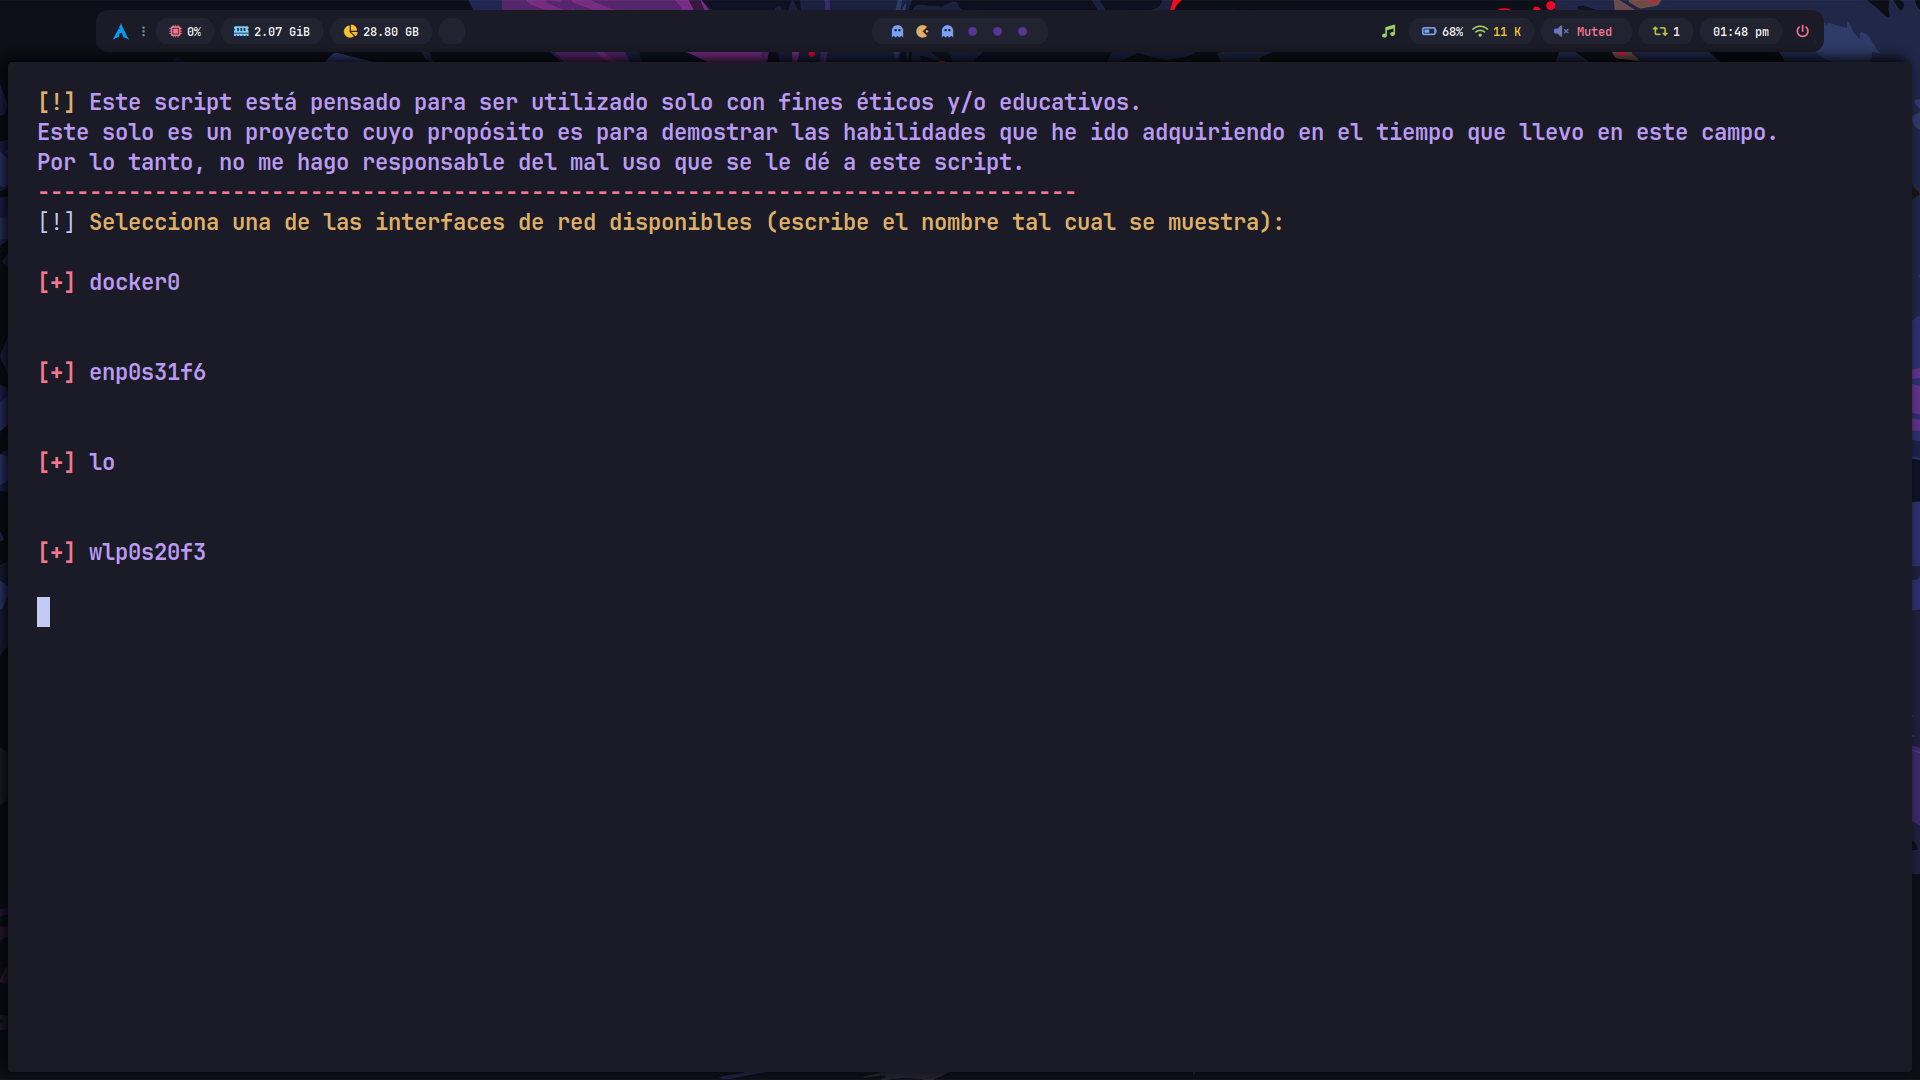 0%
2.07 GiB
28.80 GB
68%
11 K
Muted
1
01:48 pm
[!] Este script está pensado para ser utilizado solo con fines éticos y/o educativos.
Este solo es un proyecto cuyo propósito es para demostrar las habilidades que he ido adquiriendo en el tiempo que llevo en este campo.
Por lo tanto, no me hago responsable del mal uso que se le dé a este script.
--------------------------------------------------------------------------------
[!] Selecciona una de las interfaces de red disponibles (escribe el nombre tal cual se muestra):
[+] docker0
[+] enp0s31f6
[+] lo
[+] wlp0s20f3